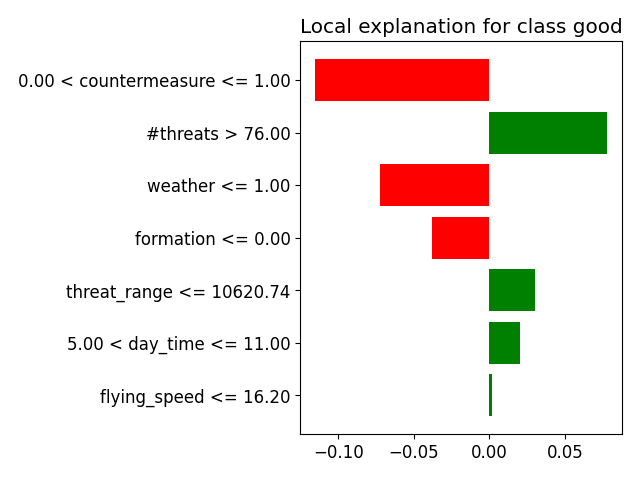 Local explanation for class good
0.00 < countermeasure <= 1.00
#threats > 76.00
weather <= 1.00
formation <= 0.00
threat_range <= 10620.74
5.00 < day_time <= 11.00
flying_speed <= 16.20
−0.10 −0.05 0.00 0.05